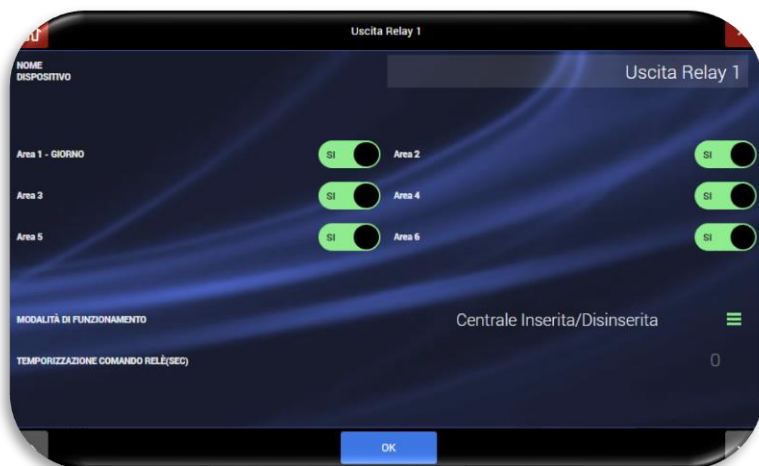 Uscita Relay 1
NOME
DISPOSITIVO
Uscita Relay 1
Area 1 - GIORNO SI Area 2 SI
Area 3 SI Area 4 SI
Area 5 SI Area 6 SI
MODALITÀ DI FUNZIONAMENTO Centrale Inserita/Disinserita
TEMPORIZZAZIONE COMANDO RELÈ(SEC) 0
OK